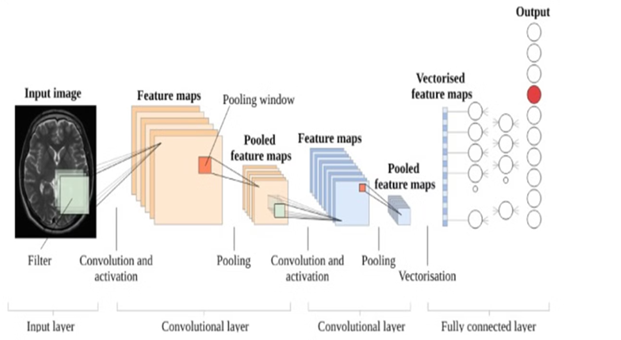 Output
Vectorised
feature maps
Input image
Feature maps
Pooling window
Pooled
feature maps
Feature maps
Pooled
feature maps
Filter
Convolution and
activation
Pooling
Convolution and
activation
Pooling
Vectorisation
Input layer
Convolutional layer
Convolutional layer
Fully connected layer